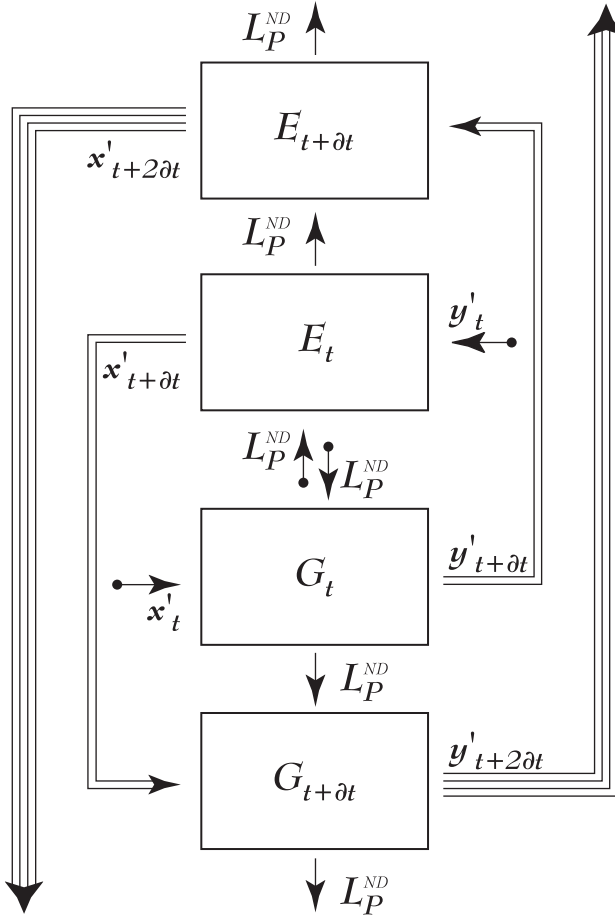 L_P^ND
E_{t+∂t}
x'_{t+2∂t}
L_P^ND
y'_t
E_t
x'_{t+∂t}
L_P^ND
L_P^ND
y'_{t+∂t}
G_t
x'_t
L_P^ND
y'_{t+2∂t}
G_{t+∂t}
L_P^ND